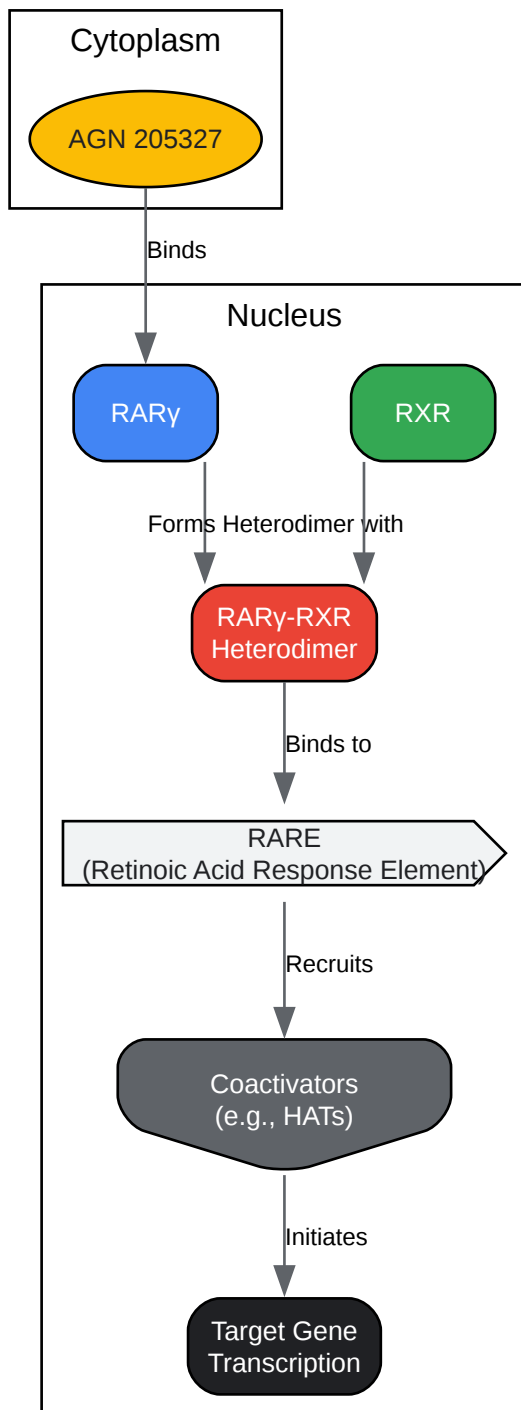 Cytoplasm
AGN 205327
Binds
Nucleus
RARγ
RXR
Forms Heterodimer with
RARγ-RXR
Heterodimer
Binds to
RARE
(Retinoic Acid Response Element)
Recruits
Coactivators
(e.g., HATs)
Initiates
Target Gene
Transcription